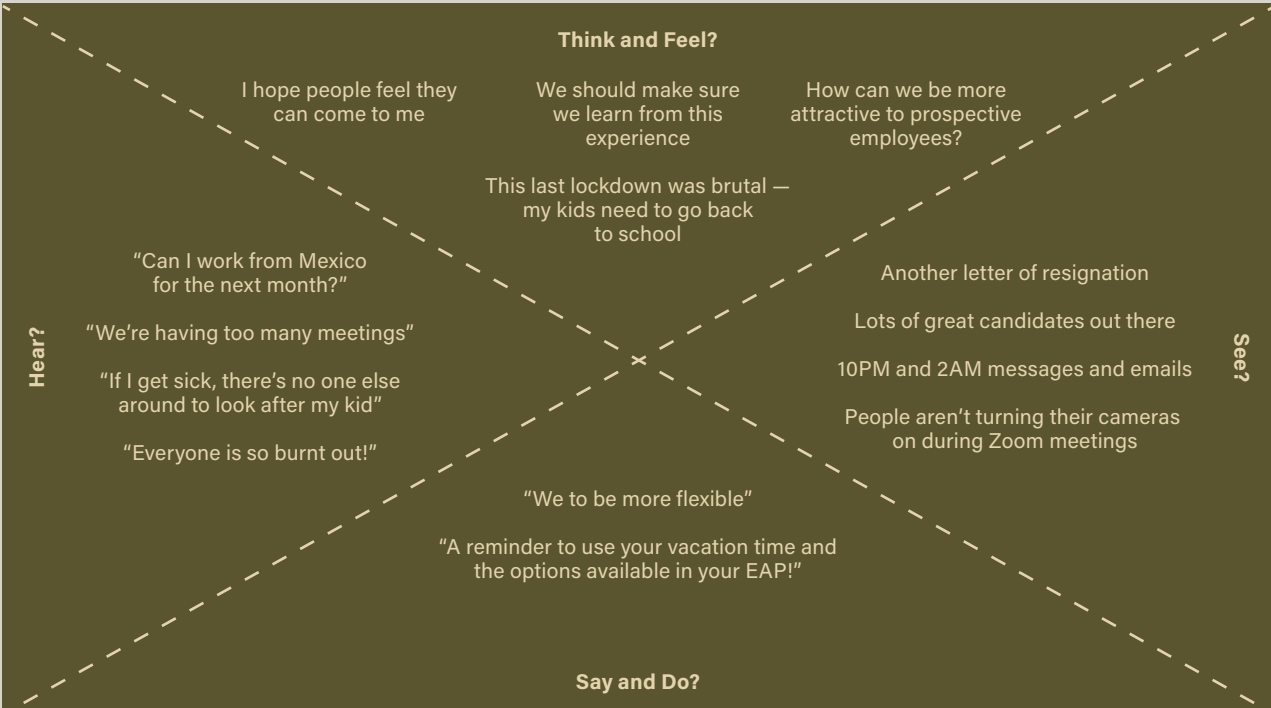 Think and Feel?
I hope people feel they
can come to me
We should make sure
we learn from this
experience
How can we be more
attractive to prospective
employees?
This last lockdown was brutal —
my kids need to go back
to school
Hear?
“Can I work from Mexico
for the next month?”
“We’re having too many meetings”
“If I get sick, there’s no one else
around to look after my kid”
“Everyone is so burnt out!”
See?
Another letter of resignation
Lots of great candidates out there
10PM and 2AM messages and emails
People aren’t turning their cameras
on during Zoom meetings
“We to be more flexible”
“A reminder to use your vacation time and
the options available in your EAP!”
Say and Do?